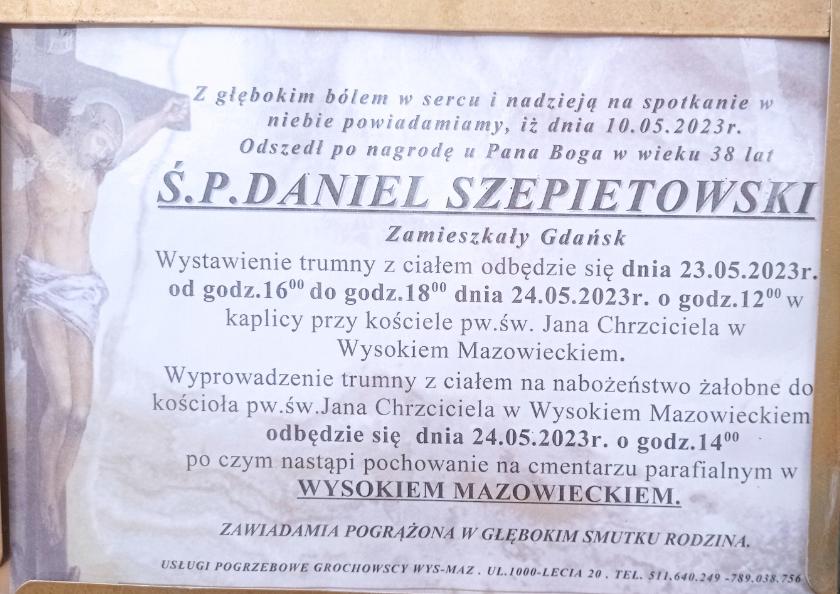 Z głębokim bólem w sercu i nadzieją na spotkanie w
niebie powiadamiamy, iż dnia 10.05.2023r.
Odszedł po nagrodę u Pana Boga w wieku 38 lat
Ś.P.DANIEL SZEPIETOWSKI
Zamieszkały Gdańsk
Wystawienie trumny z ciałem odbędzie się dnia 23.05.2023r.
od godz.16⁰⁰ do godz.18⁰⁰ dnia 24.05.2023r. o godz.12⁰⁰ w
kaplicy przy kościele pw.św. Jana Chrzciciela w
Wysokiem Mazowieckiem.
Wyprowadzenie trumny z ciałem na nabożeństwo żałobne do
kościoła pw.św.Jana Chrzciciela w Wysokiem Mazowieckiem
odbędzie się dnia 24.05.2023r. o godz.14⁰⁰
po czym nastąpi pochowanie na cmentarzu parafialnym w
WYSOKIEM MAZOWIECKIEM.
ZAWIADAMIA POGRĄŻONA W GŁĘBOKIM SMUTKU RODZINA.
USŁUGI POGRZEBOWE GROCHOWSCY WYS-MAZ . UL.1000-LECIA 20 . TEL. 511.640.249 -789.038.756